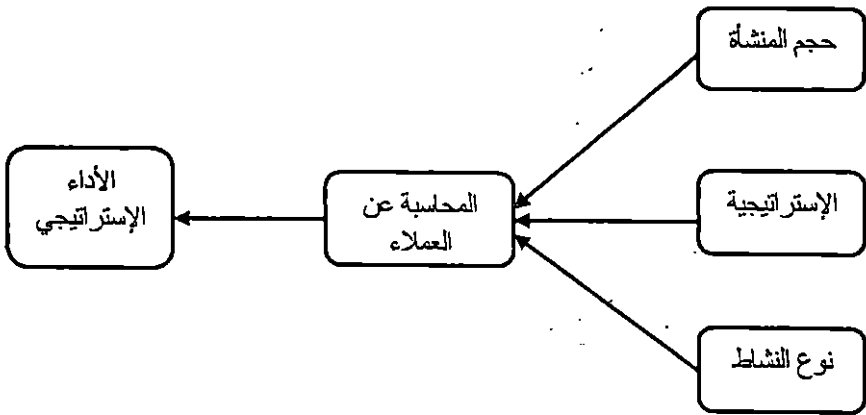 حجم المنشأة
الإستراتيجية
نوع النشاط
المحاسبة عن
العملاء
الأداء
الإستراتيجي